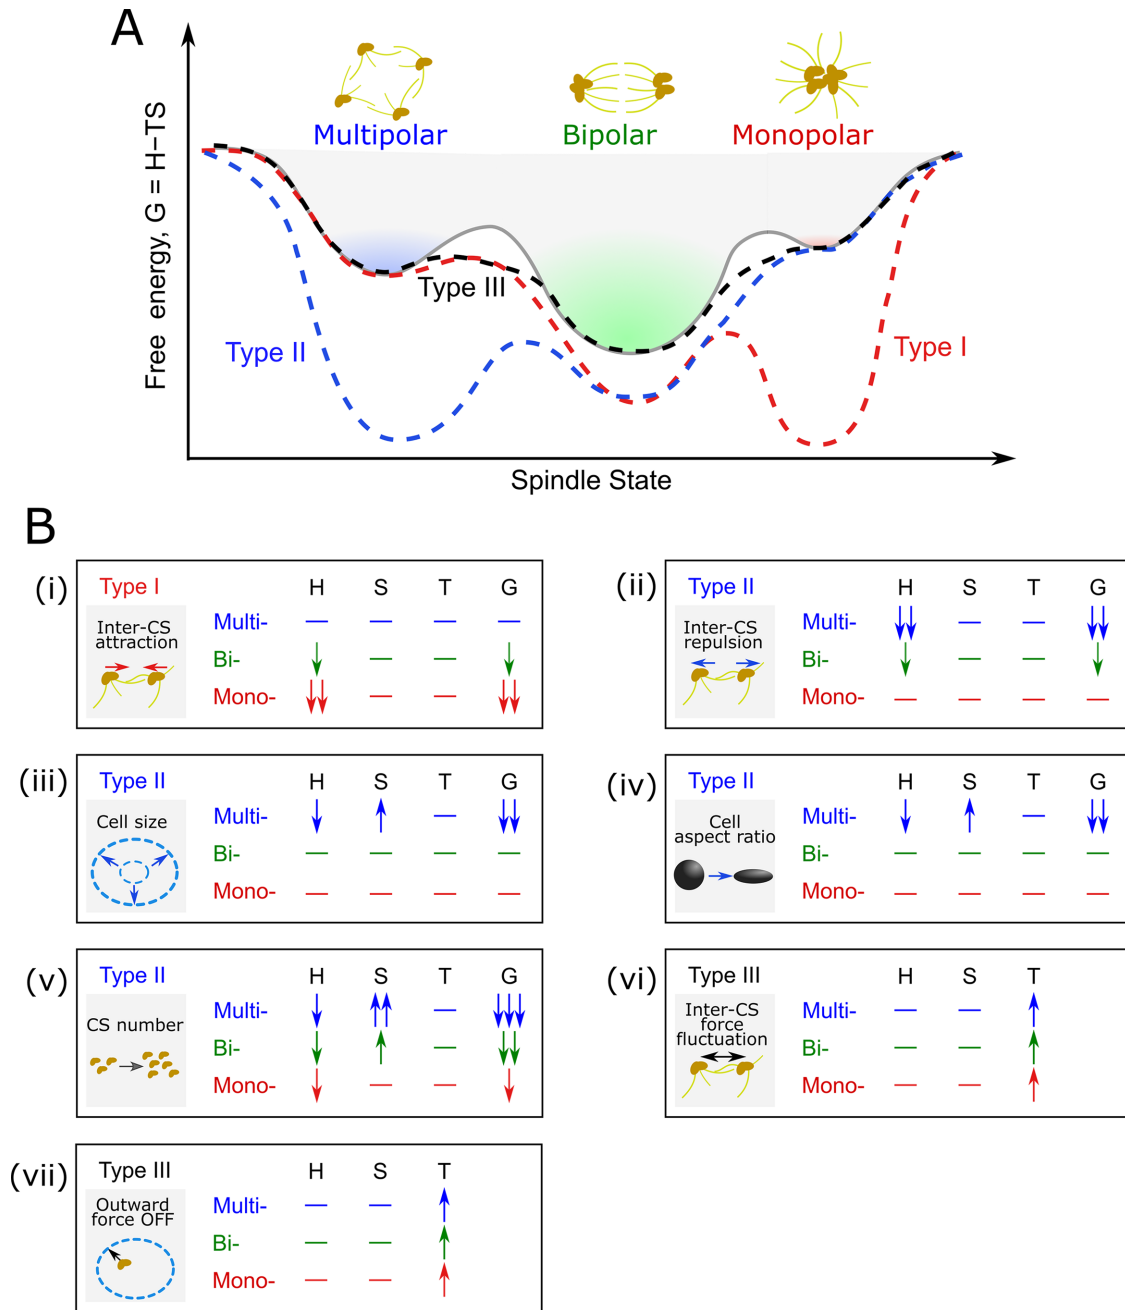 A
Free energy, G = H−TS
Multipolar
Bipolar
Monopolar
Type III
Type II
Type I
Spindle State
B
(i)
Type I
H S T G
Inter-CS
attraction
Multi- — — — —
Bi- ↓ — — ↓
Mono- ↓↓ — — ↓↓
(ii)
Type II
H S T G
Inter-CS
repulsion
Multi- ↓↓ — — ↓↓
Bi- ↓ — — ↓
Mono- — — — —
(iii)
Type II
H S T G
Cell size
Multi- ↓ ↑ — ↓↓
Bi- — — — —
Mono- — — — —
(iv)
Type II
H S T G
Cell
aspect ratio
Multi- ↓ ↑ — ↓↓
Bi- — — — —
Mono- — — — —
(v)
Type II
H S T G
CS number
Multi- ↓ ↑↑ — ↓↓↓
Bi- ↓ ↑ — ↓↓
Mono- ↓ — — ↓
(vi)
Type III
H S T
Inter-CS
force
fluctuation
Multi- — — ↑
Bi- — — ↑
Mono- — — ↑
(vii)
Type III
H S T
Outward
force OFF
Multi- — — ↑
Bi- — — ↑
Mono- — — ↑